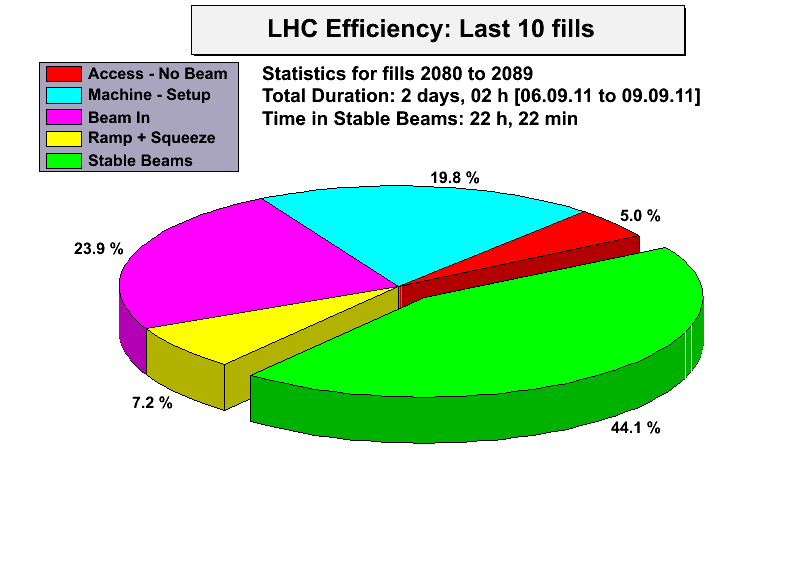 LHC Efficiency: Last 10 fills
Access - No Beam
Machine - Setup
Beam In
Ramp + Squeeze
Stable Beams
Statistics for fills 2080 to 2089
Total Duration: 2 days, 02 h [06.09.11 to 09.09.11]
Time in Stable Beams: 22 h, 22 min
19.8 %
5.0 %
23.9 %
7.2 %
44.1 %